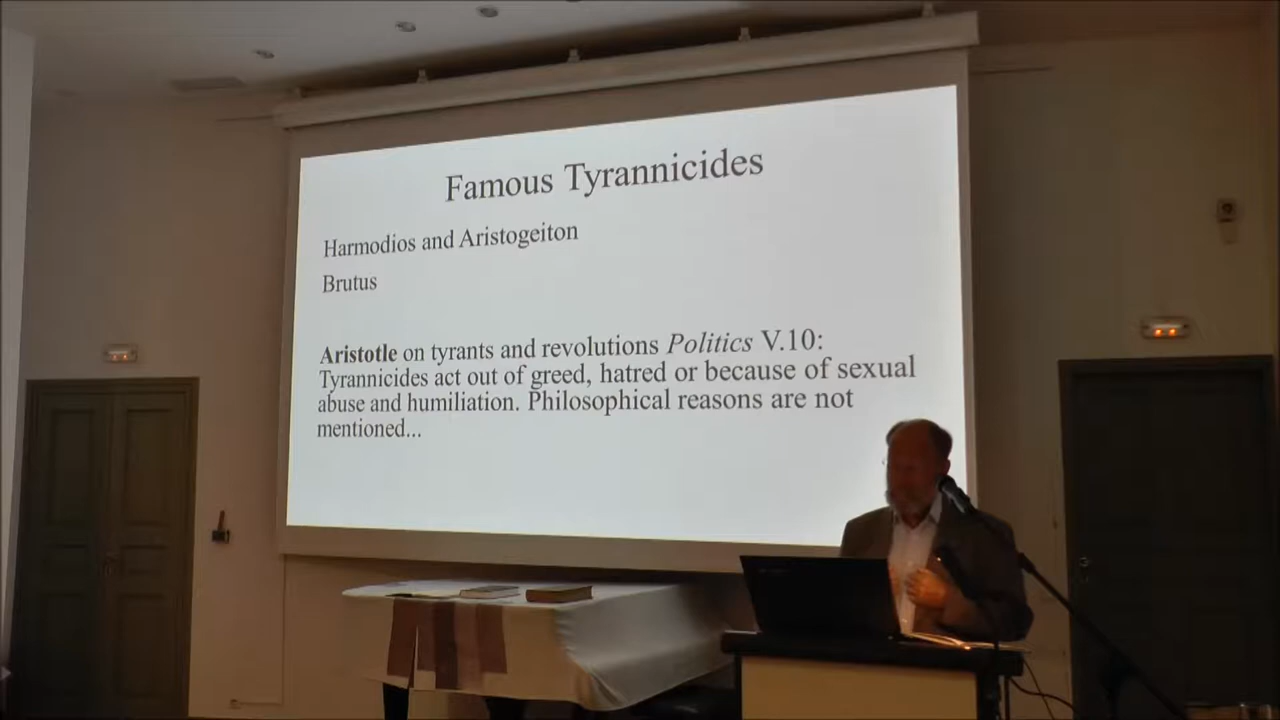 Famous Tyrannicides
Harmodios and Aristogeiton
Brutus
Aristotle on tyrants and revolutions Politics V.10:
Tyrannicides act out of greed, hatred or because of sexual
abuse and humiliation. Philosophical reasons are not
mentioned...